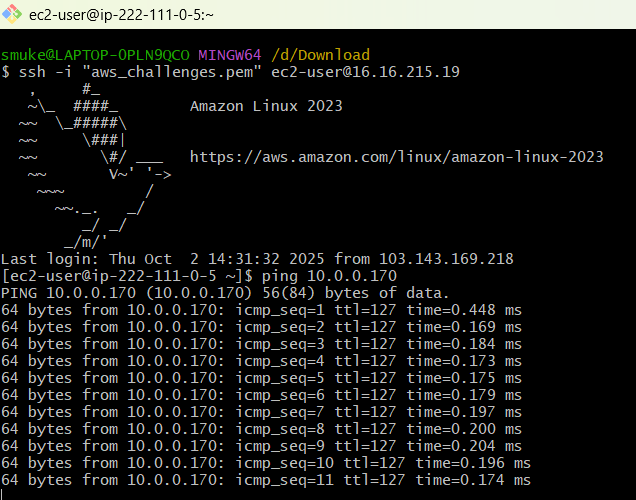 ec2-user@ip-222-111-0-5:~
smuke@LAPTOP-0PLN9QCO MINGW64 /d/Download
$ ssh -i "aws_challenges.pem" ec2-user@16.16.215.19
   ,     #_
   ~\_  ####_        Amazon Linux 2023
  ~~  \_#####\
  ~~     \###|
  ~~       \#/ ___   https://aws.amazon.com/linux/amazon-linux-2023
   ~~       V~' '->
    ~~~         /
      ~~._.   _/
         _/ _/
       _/m/'
Last login: Thu Oct  2 14:31:32 2025 from 103.143.169.218
[ec2-user@ip-222-111-0-5 ~]$ ping 10.0.0.170
PING 10.0.0.170 (10.0.0.170) 56(84) bytes of data.
64 bytes from 10.0.0.170: icmp_seq=1 ttl=127 time=0.448 ms
64 bytes from 10.0.0.170: icmp_seq=2 ttl=127 time=0.169 ms
64 bytes from 10.0.0.170: icmp_seq=3 ttl=127 time=0.184 ms
64 bytes from 10.0.0.170: icmp_seq=4 ttl=127 time=0.173 ms
64 bytes from 10.0.0.170: icmp_seq=5 ttl=127 time=0.175 ms
64 bytes from 10.0.0.170: icmp_seq=6 ttl=127 time=0.179 ms
64 bytes from 10.0.0.170: icmp_seq=7 ttl=127 time=0.197 ms
64 bytes from 10.0.0.170: icmp_seq=8 ttl=127 time=0.200 ms
64 bytes from 10.0.0.170: icmp_seq=9 ttl=127 time=0.204 ms
64 bytes from 10.0.0.170: icmp_seq=10 ttl=127 time=0.196 ms
64 bytes from 10.0.0.170: icmp_seq=11 ttl=127 time=0.174 ms